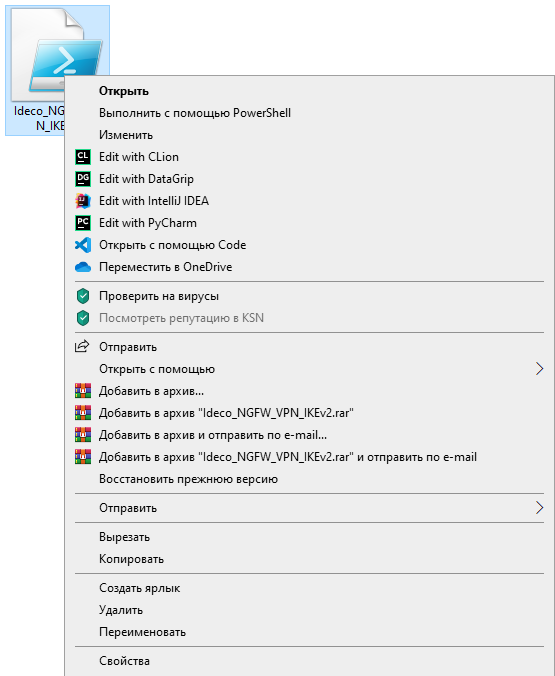 Ideco_NG
N_IKE
Открыть
Выполнить с помощью PowerShell
Изменить
CL Edit with CLion
DG Edit with DataGrip
IJ Edit with IntelliJ IDEA
PC Edit with PyCharm
Открыть с помощью Code
Переместить в OneDrive
Проверить на вирусы
Посмотреть репутацию в KSN
Отправить
Открыть с помощью
Добавить в архив...
Добавить в архив "Ideco_NGFW_VPN_IKEv2.rar"
Добавить в архив и отправить по e-mail...
Добавить в архив "Ideco_NGFW_VPN_IKEv2.rar" и отправить по e-mail
Восстановить прежнюю версию
Отправить
Вырезать
Копировать
Создать ярлык
Удалить
Переименовать
Свойства